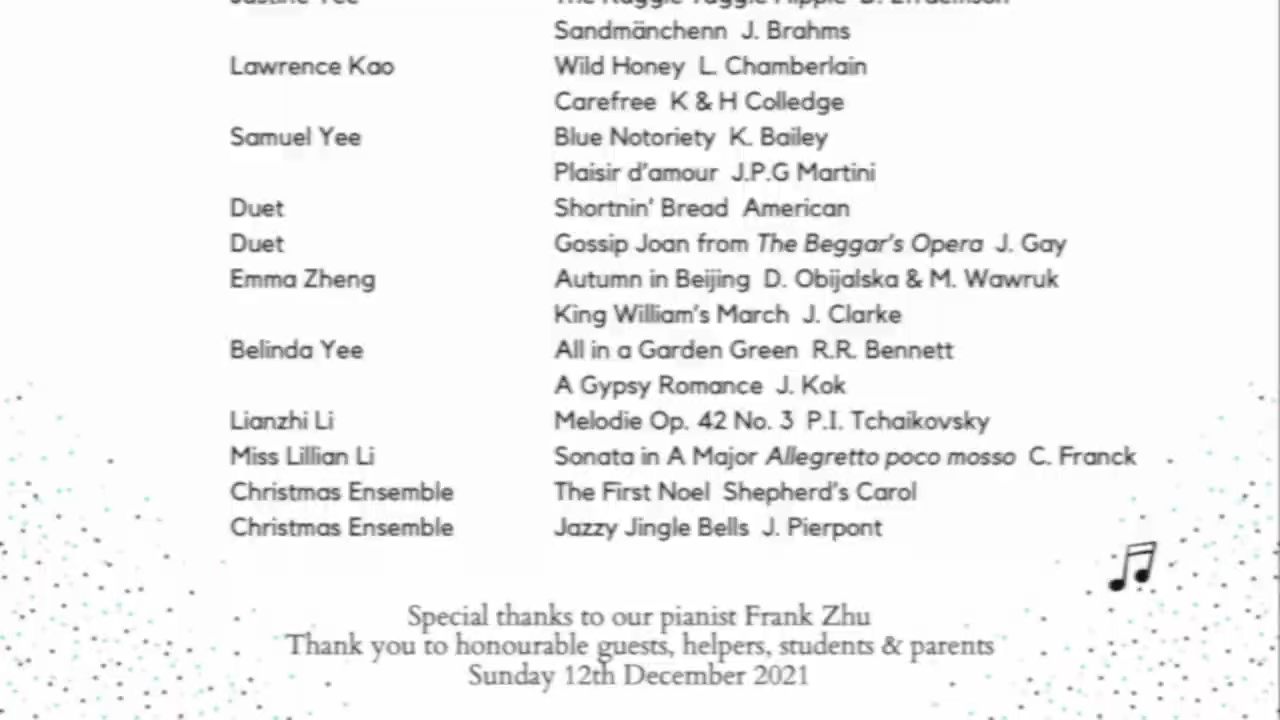 Sandmänchenn J. Brahms
Lawrence Kao Wild Honey L. Chamberlain
Carefree K & H Colledge
Samuel Yee Blue Notoriety K. Bailey
Plaisir d'amour J.P.G Martini
Duet Shortnin' Bread American
Duet Gossip Joan from The Beggar's Opera J. Gay
Emma Zheng Autumn in Beijing D. Obijalska & M. Wawruk
King William's March J. Clarke
Belinda Yee All in a Garden Green R.R. Bennett
A Gypsy Romance J. Kok
Lianzhi Li Melodie Op. 42 No. 3 P.I. Tchaikovsky
Miss Lillian Li Sonata in A Major Allegretto poco mosso C. Franck
Christmas Ensemble The First Noel Shepherd's Carol
Christmas Ensemble Jazzy Jingle Bells J. Pierpont
Special thanks to our pianist Frank Zhu
Thank you to honourable guests, helpers, students & parents
Sunday 12th December 2021